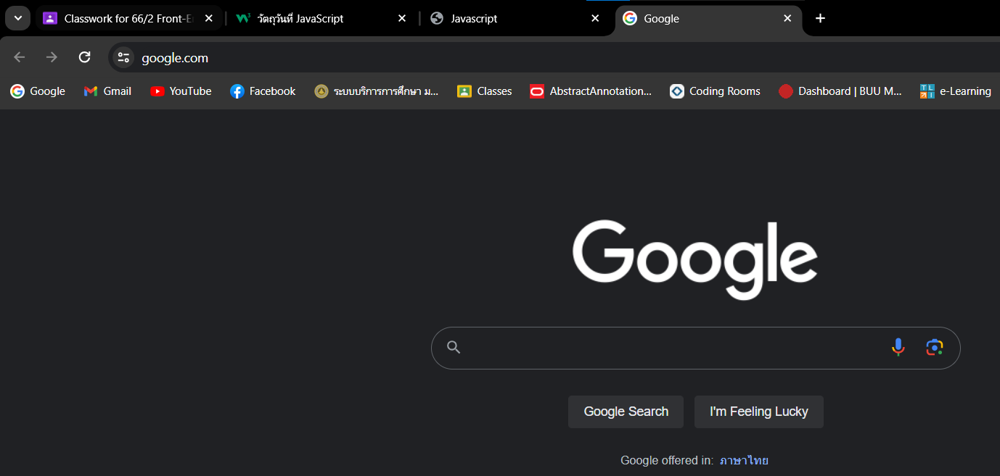 Classwork for 66/2 Front-E วัตถุวันที่ JavaScript Javascript Google
google.com
Google Gmail YouTube Facebook ระบบบริการการศึกษา ม... Classes AbstractAnnotation... Coding Rooms Dashboard | BUU M... e-Learning
Google
Google Search I'm Feeling Lucky
Google offered in: ภาษาไทย